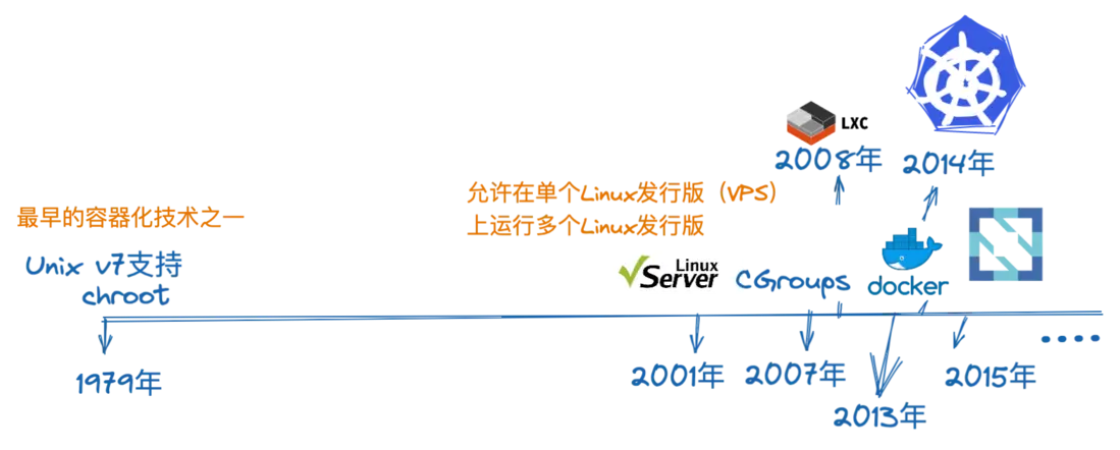 LXC
2008年
2014年
允许在单个Linux发行版（VPS）
上运行多个Linux发行版
最早的容器化技术之一
Unix v7支持
chroot
Linux
VServer
CGroups
docker
1979年
2001年
2007年
2013年
2015年